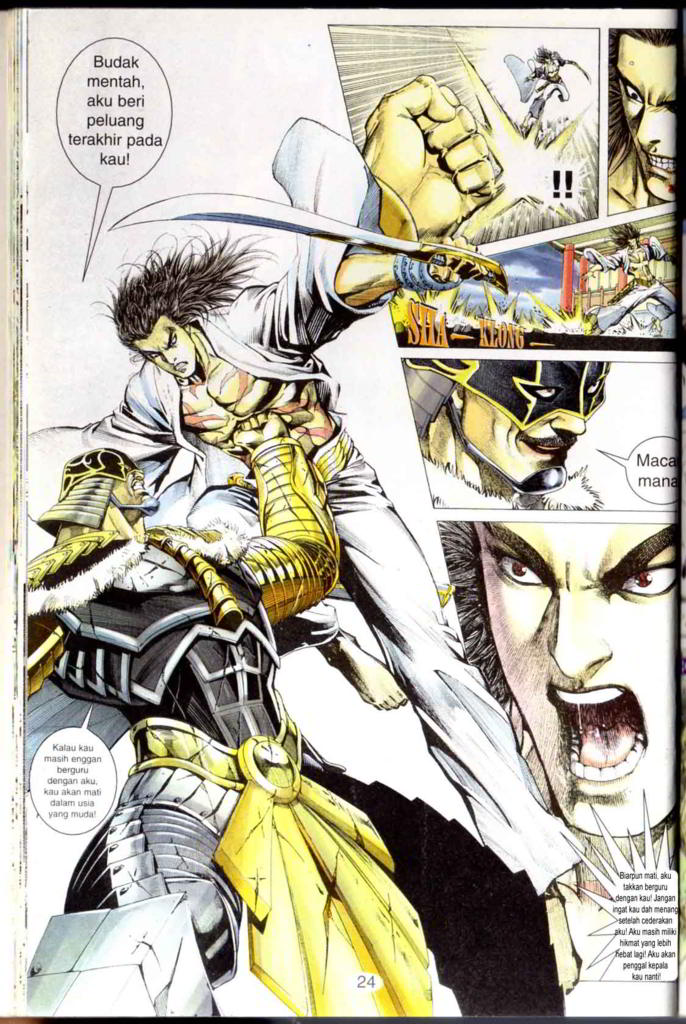 Budak
mentah,
aku beri
peluang
terakhir pada
kau!
!!
SHA — KLONG —
Maca
mana
Kalau kau
masih enggan
berguru
dengan aku,
kau akan mati
dalam usia
yang muda!
Biarpun mati, aku
takkan berguru
dengan kau! Jangan
ingat kau dah menang
setelah cederakan
aku! Aku masih miliki
hikmat yang lebih
hebat lagi! Aku akan
penggal kepala
kau nanti!
24